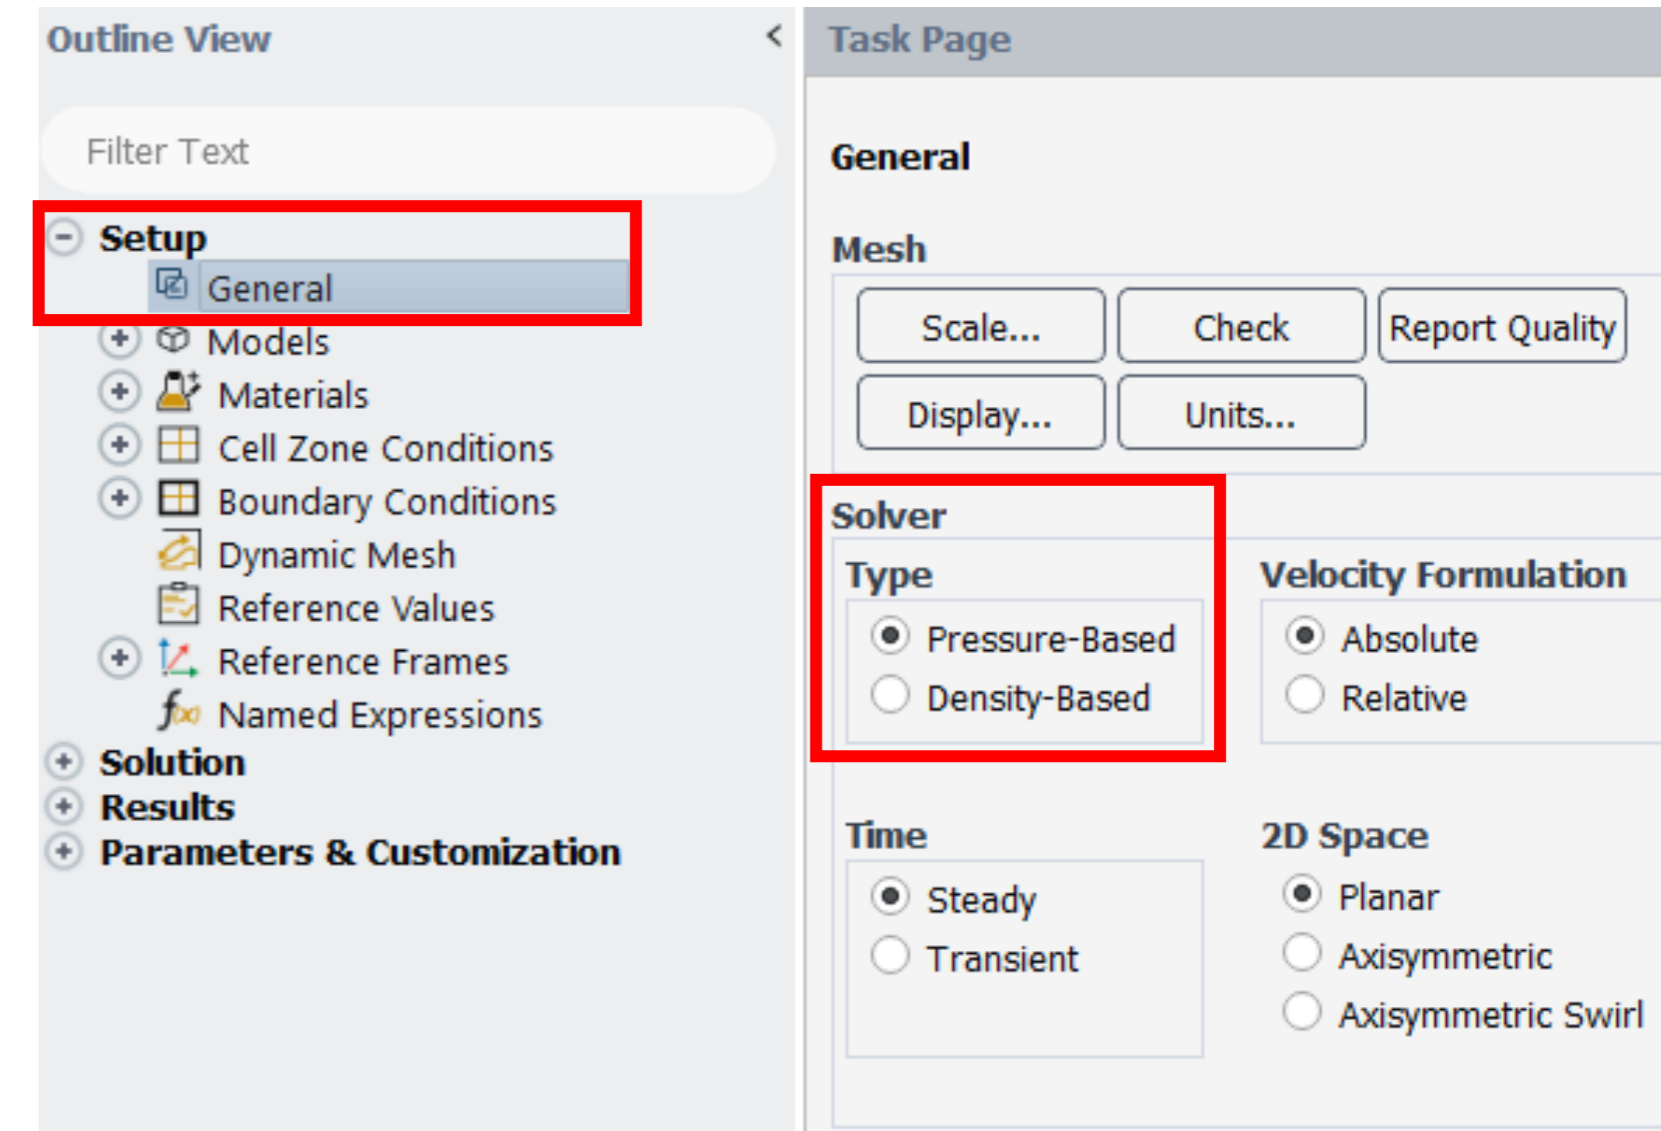 Outline View
<
Filter Text
Setup
General
Models
Materials
Cell Zone Conditions
Boundary Conditions
Dynamic Mesh
Reference Values
Reference Frames
f(x) Named Expressions
Solution
Results
Parameters & Customization
Task Page
General
Mesh
Scale...
Check
Report Quality
Display...
Units...
Solver
Type
Pressure-Based
Density-Based
Velocity Formulation
Absolute
Relative
Time
Steady
Transient
2D Space
Planar
Axisymmetric
Axisymmetric Swirl